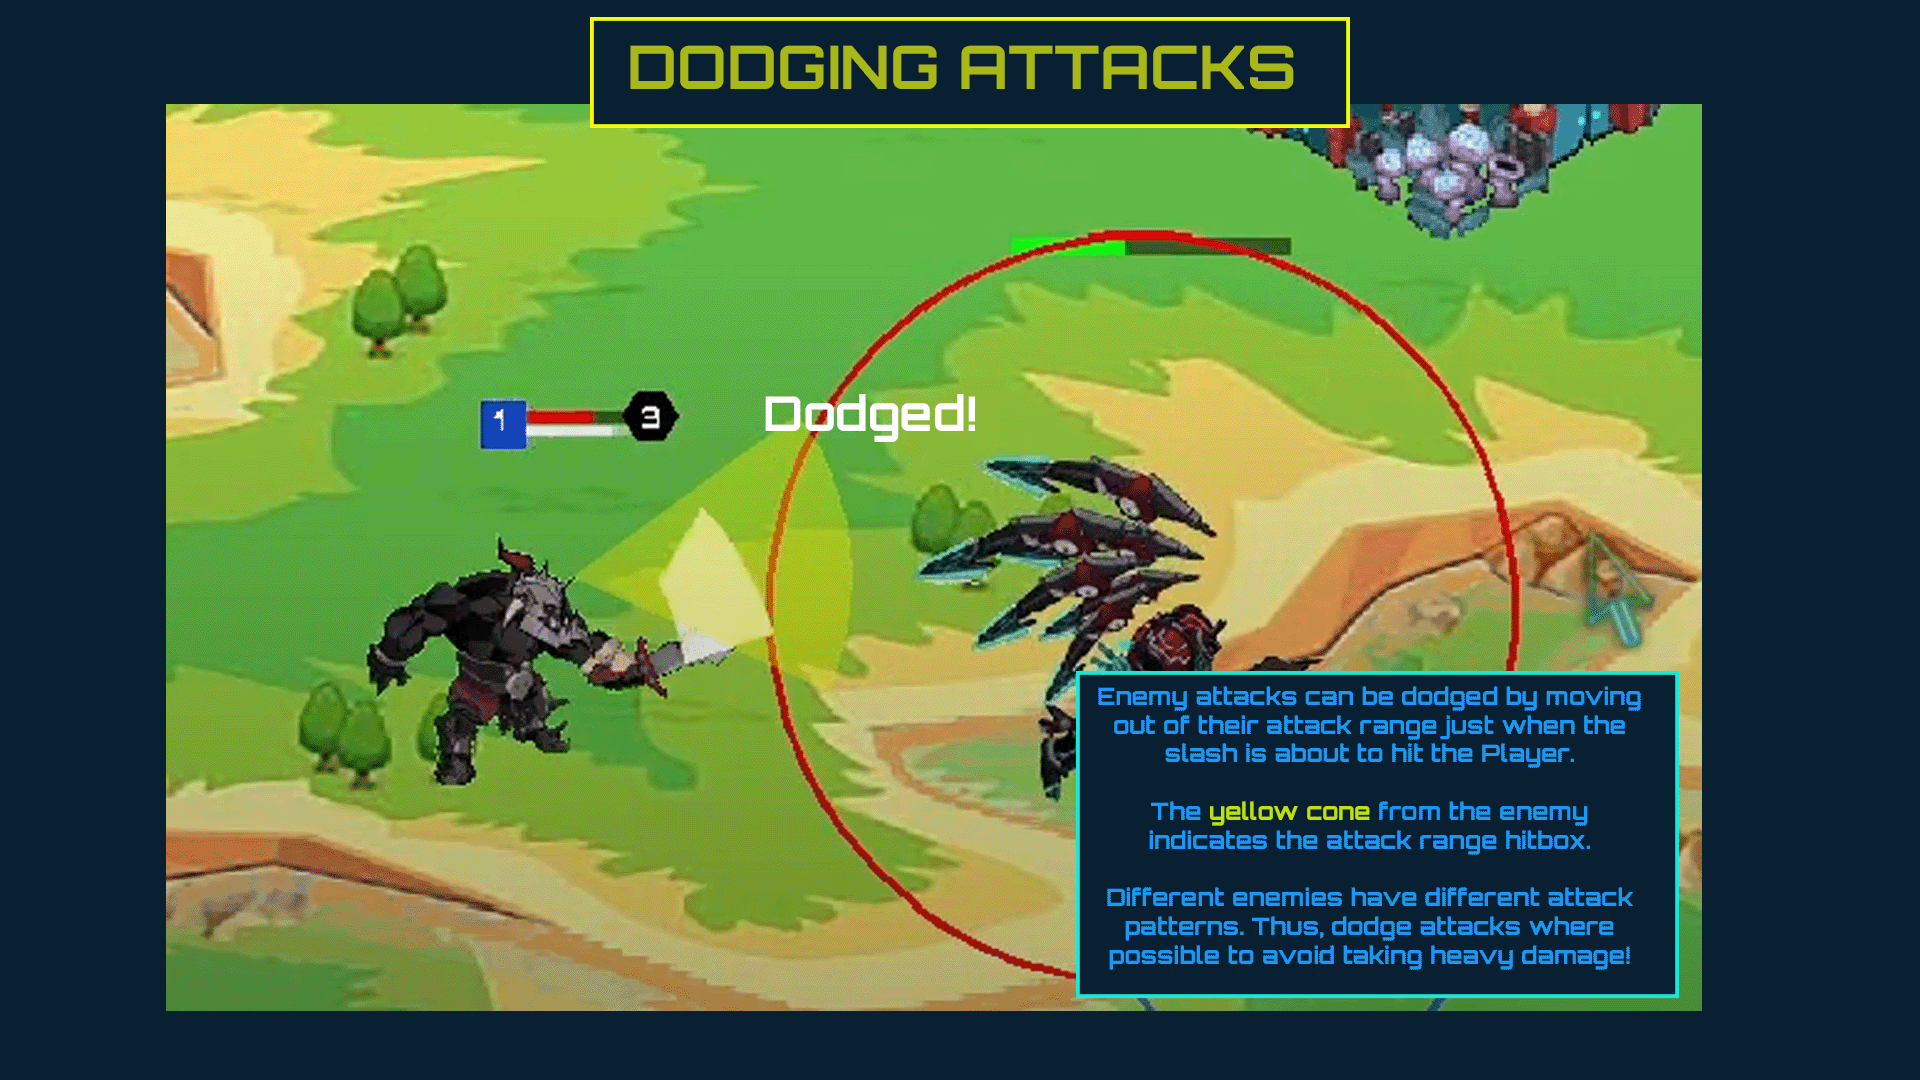 DODGING ATTACKS
1
3
Dodged!
Enemy attacks can be dodged by moving
out of their attack range just when the
slash is about to hit the Player.
The yellow cone from the enemy
indicates the attack range hitbox.
Different enemies have different attack
patterns. Thus, dodge attacks where
possible to avoid taking heavy damage!